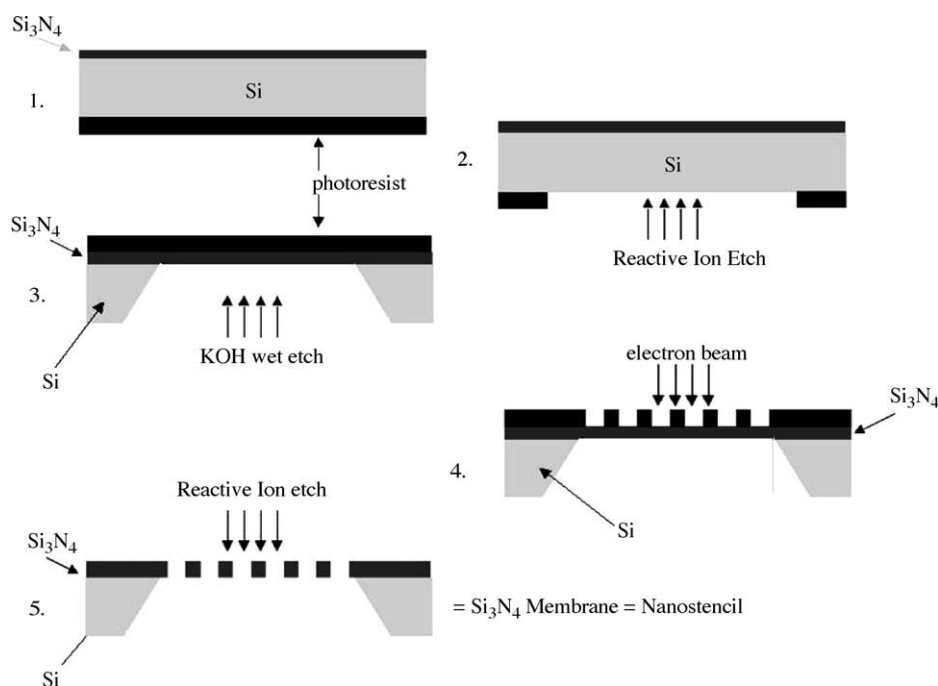 Si₃N₄
Si
1.
photoresist
2.
Si
Reactive Ion Etch
Si₃N₄
3.
KOH wet etch
Si
electron beam
Si₃N₄
4.
Si
Reactive Ion etch
Si₃N₄
5.
= Si₃N₄ Membrane = Nanostencil
Si